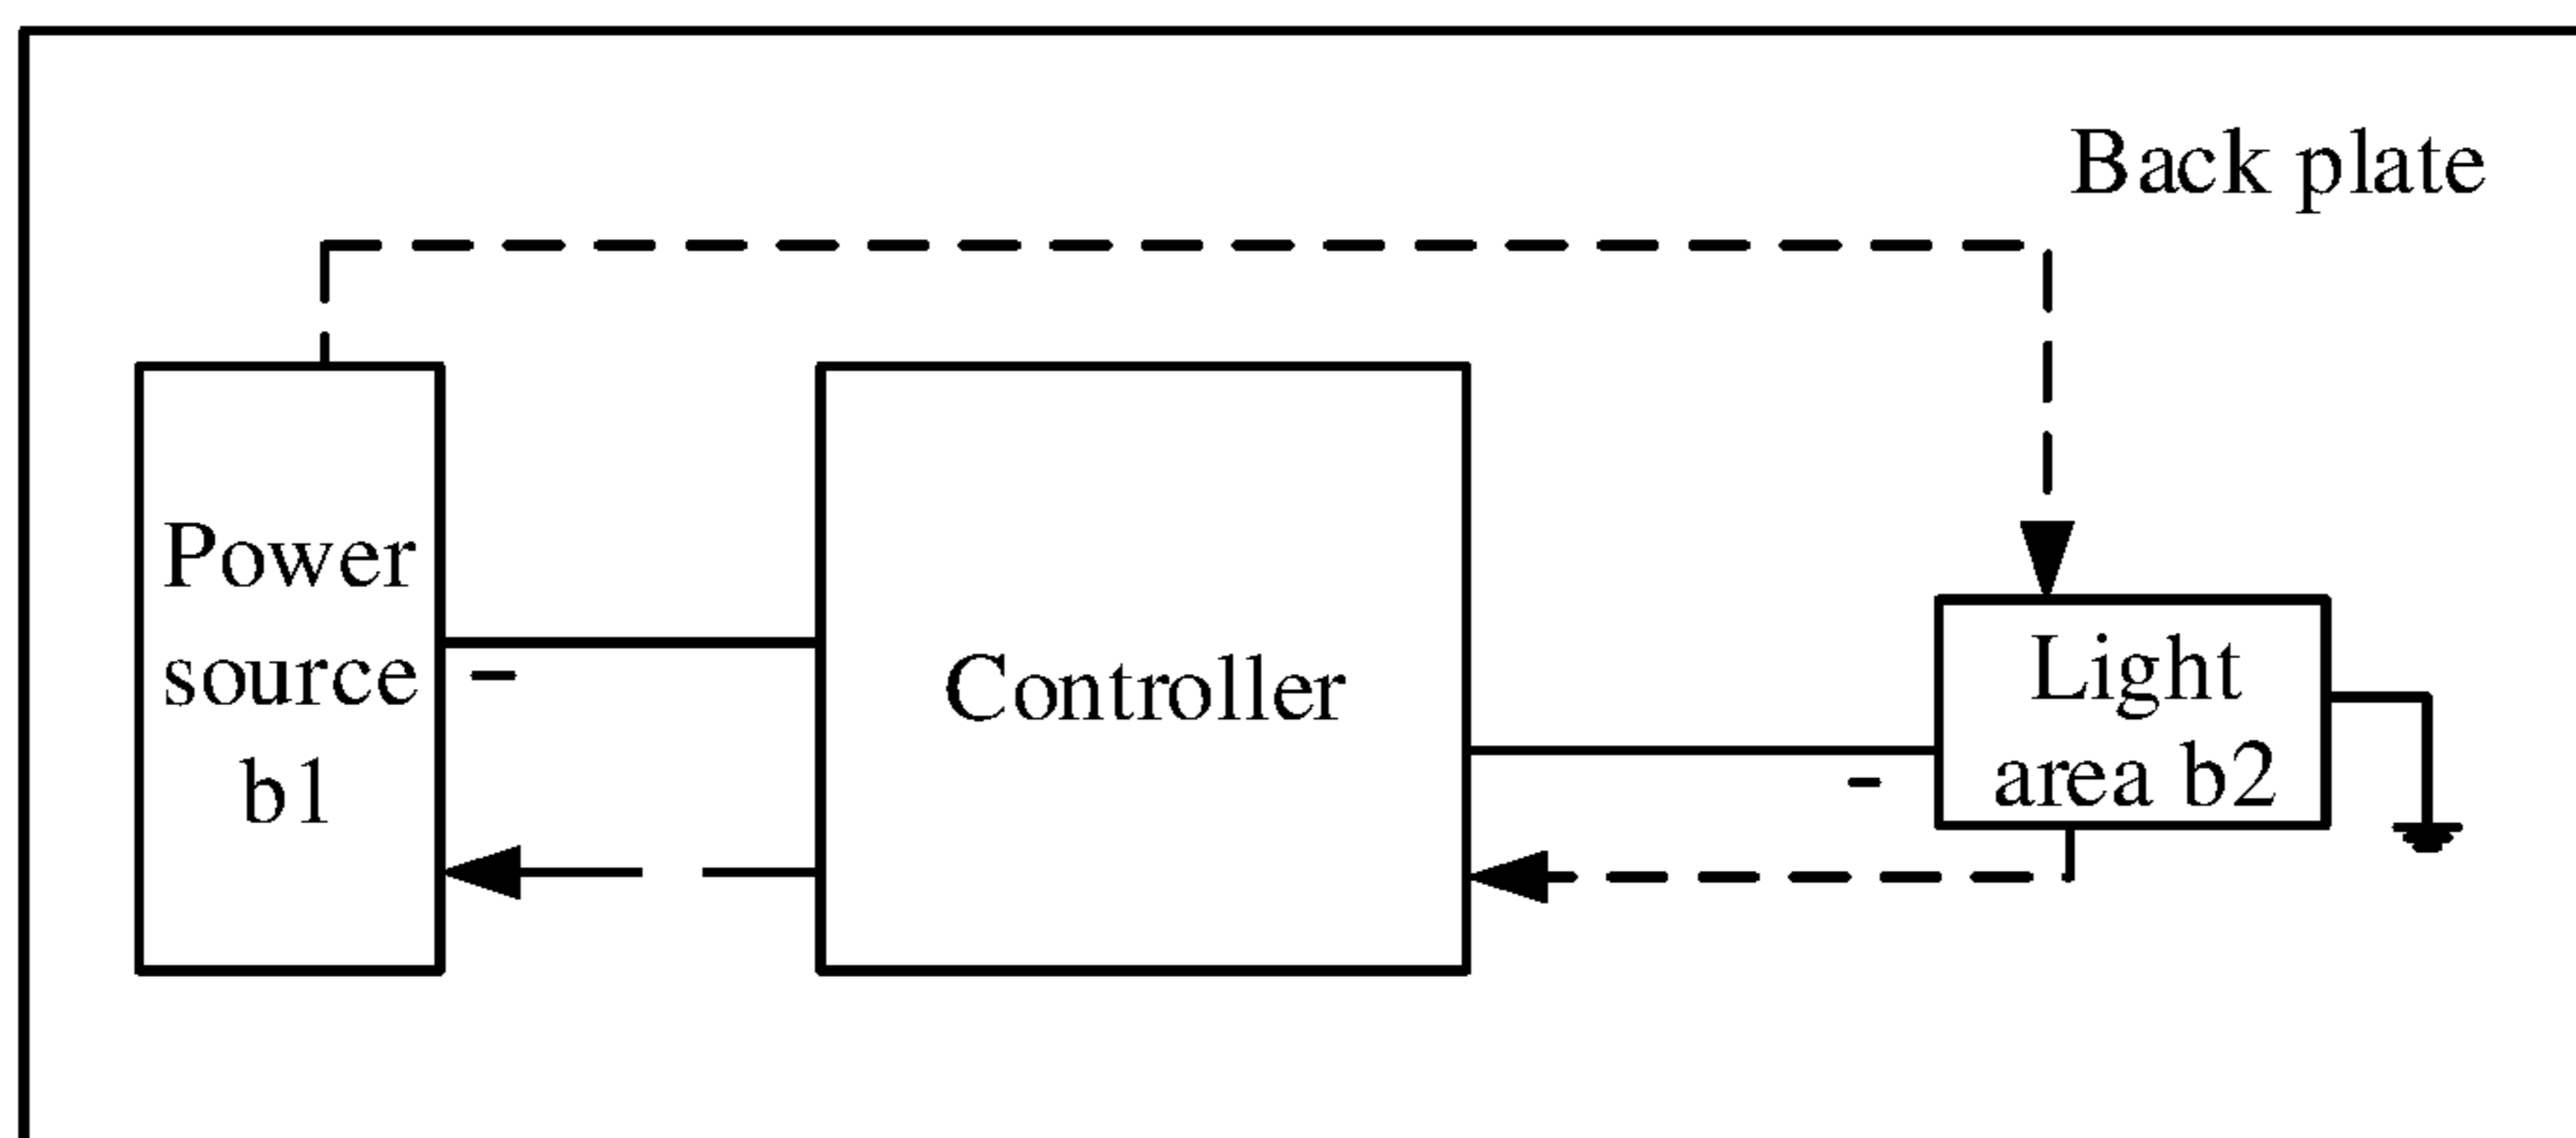 Back plate
Power
source
b1
-
Controller
-
Light
area b2